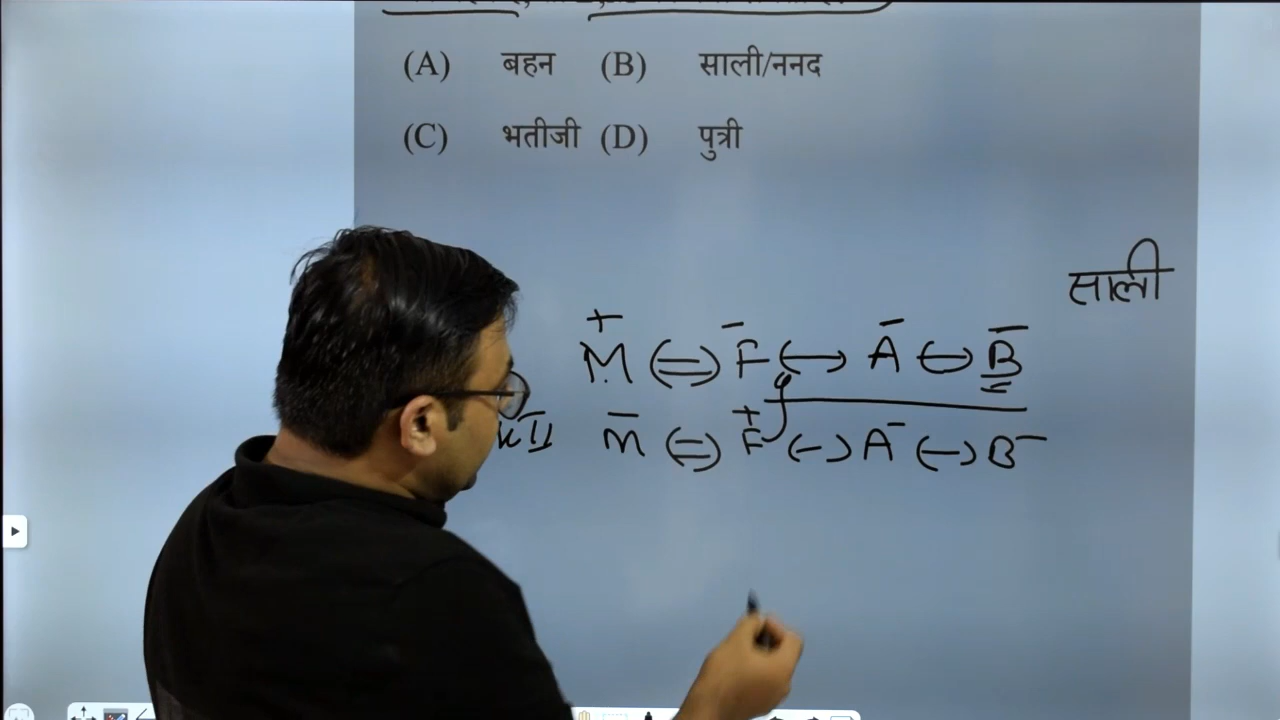 (A) बहन (B) साली/ननद
(C) भतीजी (D) पुत्री
साली
+ - - -
M (=) F (↔) A (↔) B
- + - -
M (=) F (↔) A (↔) B